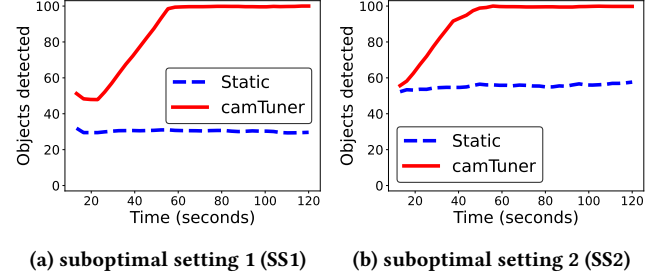 100
80
60
40
20
0
Objects detected
Static
camTuner
20 40 60 80 100 120
Time (seconds)
(a) suboptimal setting 1 (SS1)
100
80
60
40
20
0
Objects detected
Static
camTuner
20 40 60 80 100 120
Time (seconds)
(b) suboptimal setting 2 (SS2)